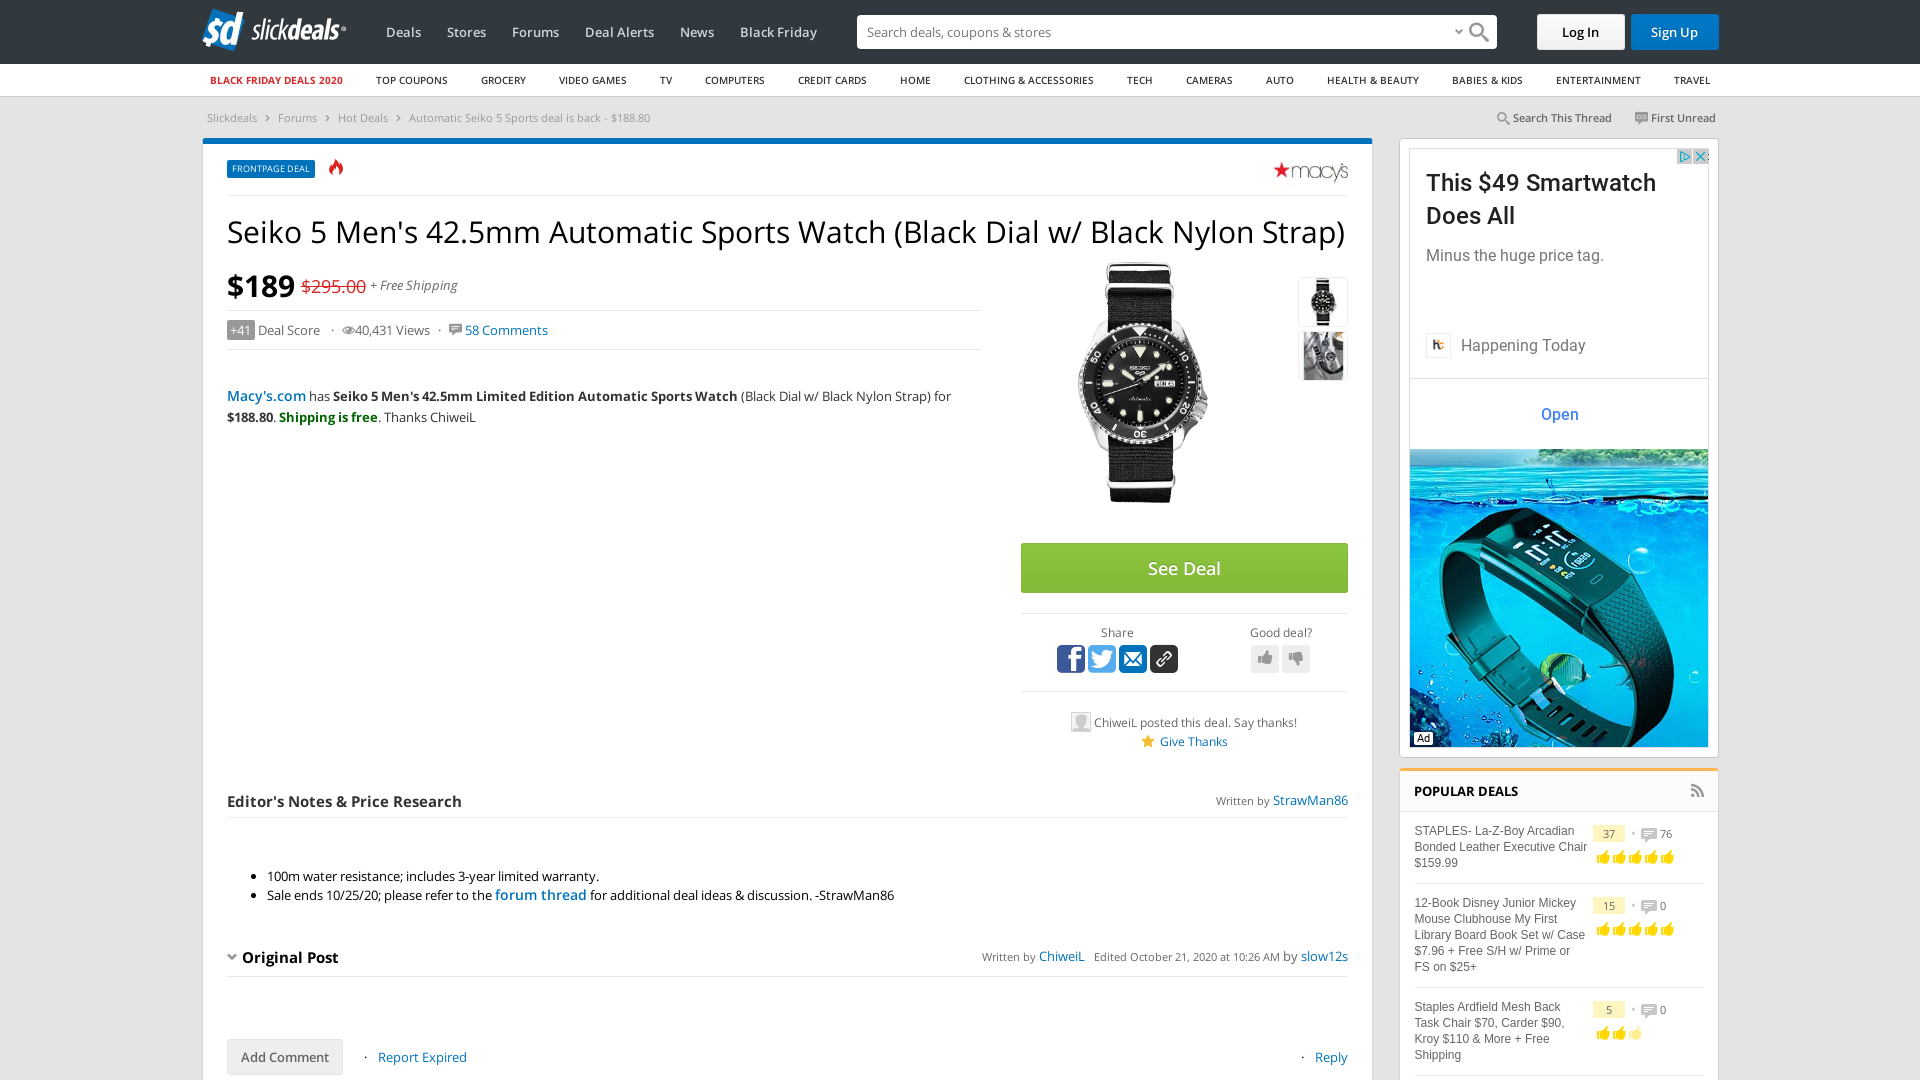 slickdeals
Deals
Stores
Forums
Deal Alerts
News
Black Friday
Search deals, coupons & stores
Log In
Sign Up
BLACK FRIDAY DEALS 2020
TOP COUPONS
GROCERY
VIDEO GAMES
TV
COMPUTERS
CREDIT CARDS
HOME
CLOTHING & ACCESSORIES
TECH
CAMERAS
AUTO
HEALTH & BEAUTY
BABIES & KIDS
ENTERTAINMENT
TRAVEL
Slickdeals › Forums › Hot Deals › Automatic Seiko 5 Sports deal is back - $188.80
Search This Thread
First Unread
FRONTPAGE DEAL
macy's
Seiko 5 Men's 42.5mm Automatic Sports Watch (Black Dial w/ Black Nylon Strap)
$189 $295.00 + Free Shipping
+41 Deal Score · 40,431 Views · 58 Comments
Macy's.com has Seiko 5 Men's 42.5mm Limited Edition Automatic Sports Watch (Black Dial w/ Black Nylon Strap) for
$188.80. Shipping is free. Thanks ChiweiL
See Deal
Share
Good deal?
ChiweiL posted this deal. Say thanks!
Give Thanks
Editor's Notes & Price Research
Written by StrawMan86
100m water resistance; includes 3-year limited warranty.
Sale ends 10/25/20; please refer to the forum thread for additional deal ideas & discussion. -StrawMan86
Original Post
Written by ChiweiL Edited October 21, 2020 at 10:26 AM by slow12s
Add Comment
· Report Expired
· Reply
This $49 Smartwatch
Does All
Minus the huge price tag.
Happening Today
Open
Ad
POPULAR DEALS
STAPLES- La-Z-Boy Arcadian
Bonded Leather Executive Chair
$159.99
37 • 76
12-Book Disney Junior Mickey
Mouse Clubhouse My First
Library Board Book Set w/ Case
$7.96 + Free S/H w/ Prime or
FS on $25+
15 • 0
Staples Ardfield Mesh Back
Task Chair $70, Carder $90,
Kroy $110 & More + Free
Shipping
5 • 0